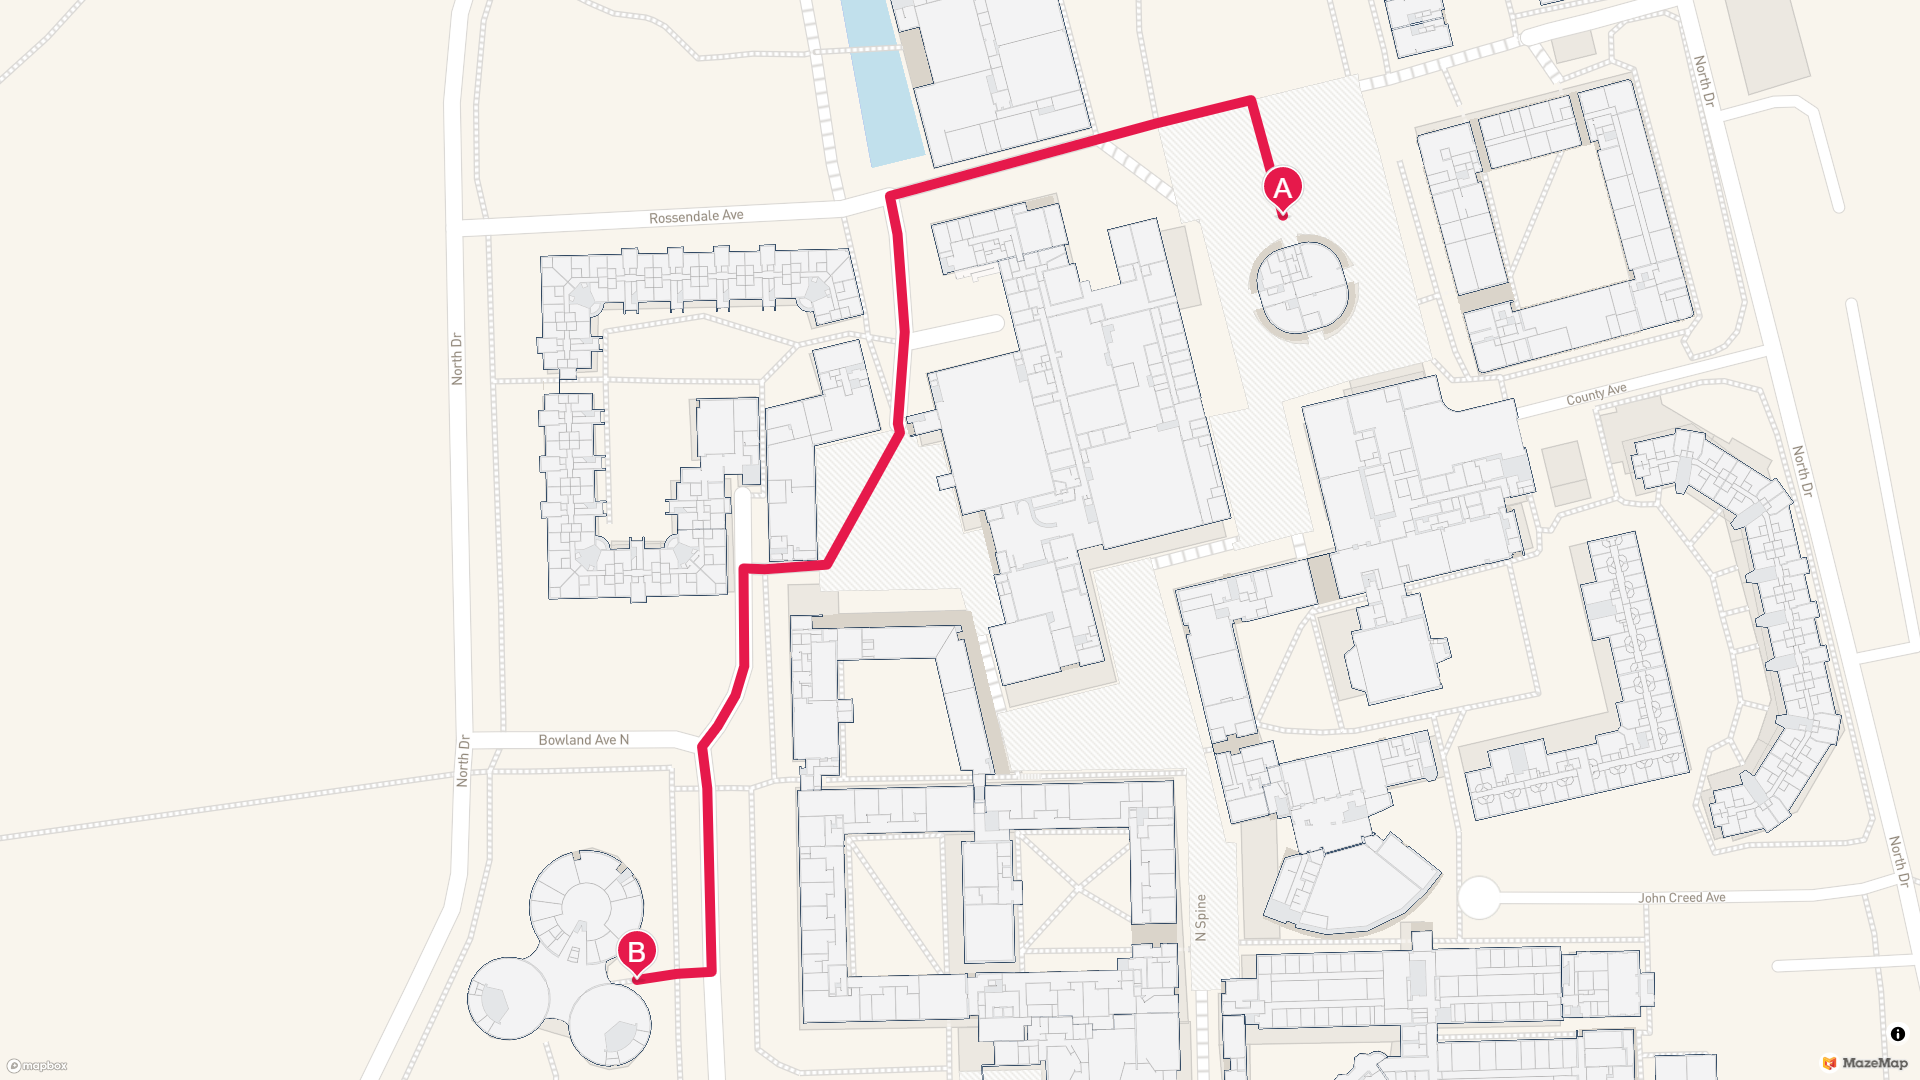 North Dr
A
Rossendale Ave
North Dr
County Ave
North Dr
Bowland Ave N
North Dr
North Dr
John Creed Ave
N Spine
B
mapbox
MazeMap